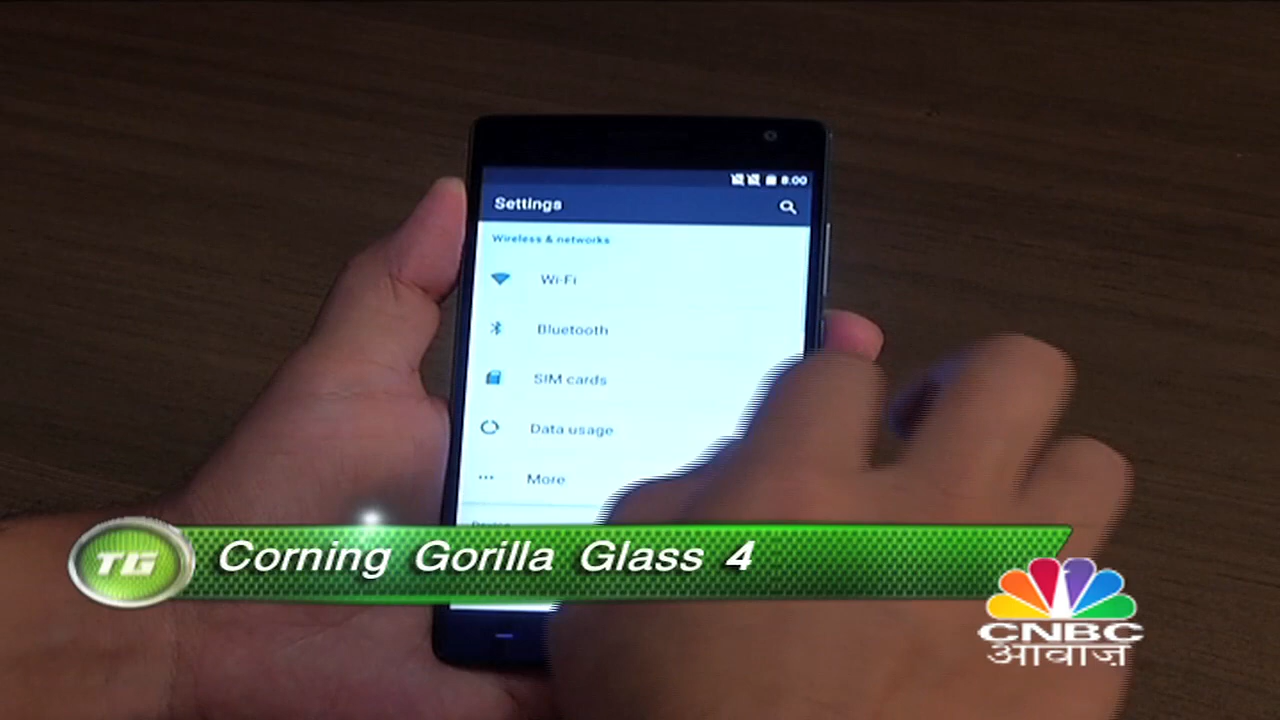 8:00
Settings
Wireless & networks
Wi-Fi
Bluetooth
SIM cards
Data usage
More
Device
TG Corning Gorilla Glass 4
CNBC
आवाज़